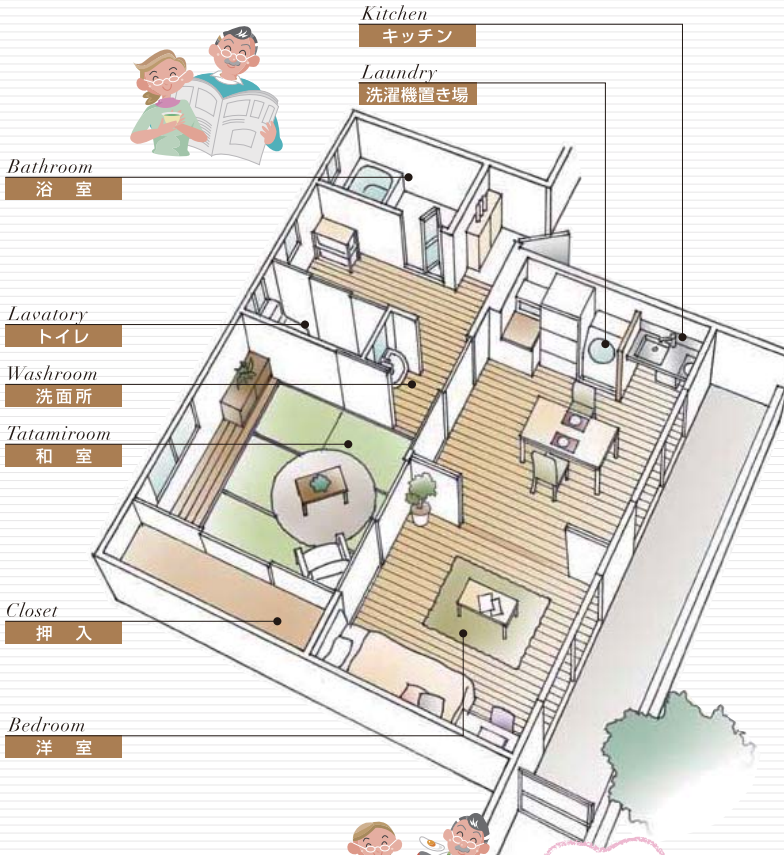 Kitchen
キッチン
Laundry
洗濯機置き場
Bathroom
浴 室
Lavatory
トイレ
Washroom
洗面所
Tatamiroom
和 室
Closet
押 入
Bedroom
洋 室